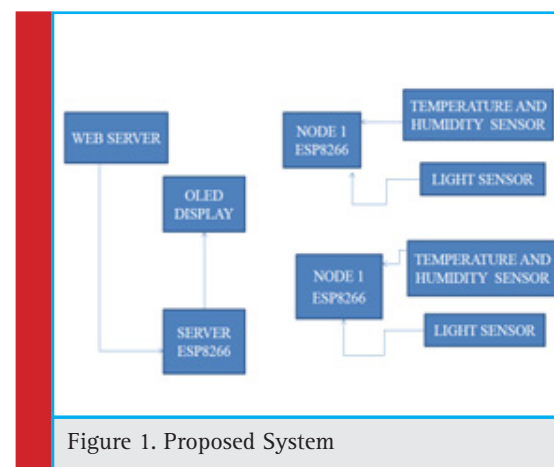 WEB SERVER
OLED
DISPLAY
SERVER
ESP8266
NODE 1
ESP8266
TEMPERATURE AND
HUMIDITY SENSOR
LIGHT SENSOR
NODE 1
ESP8266
TEMPERATURE AND
HUMIDITY SENSOR
LIGHT SENSOR
Figure 1. Proposed System